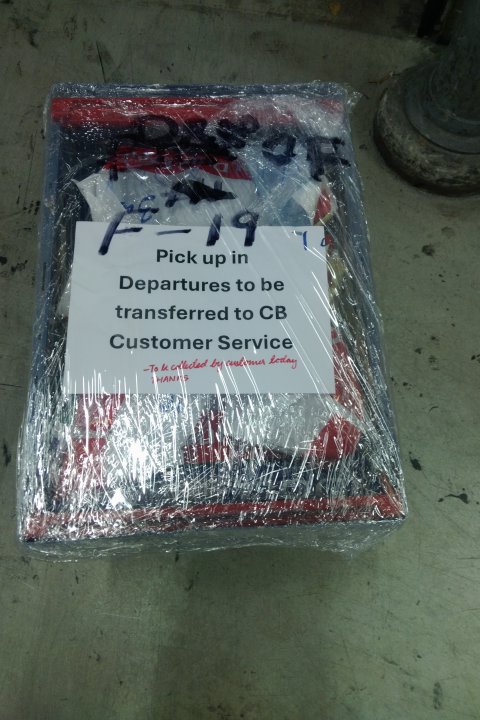 F-19
Pick up in
Departures to be
transferred to CB
Customer Service
-To be collected by customer today
THANKS